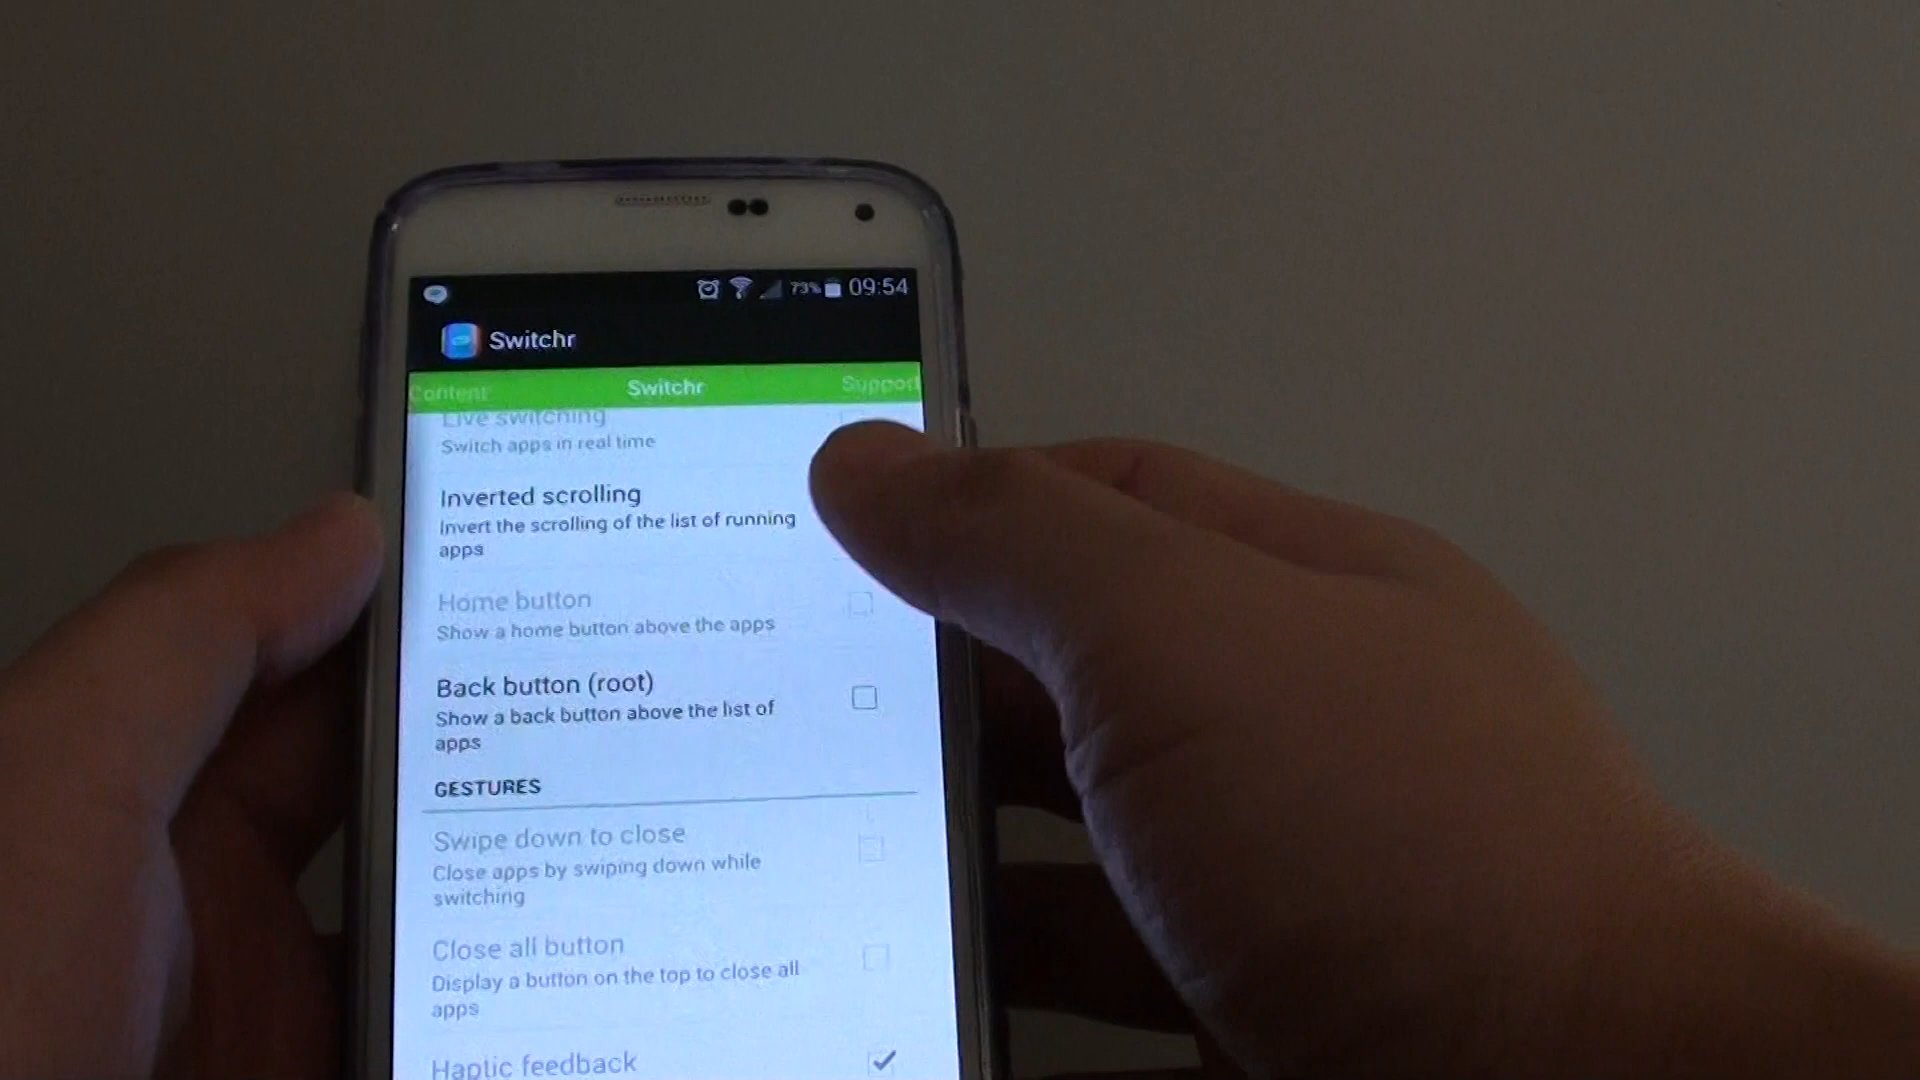 73% 09:54
Switchr
Content Switchr Support
Live switching
Switch apps in real time
Inverted scrolling
Invert the scrolling of the list of running
apps
Home button
Show a home button above the apps
Back button (root)
Show a back button above the list of
apps
GESTURES
Swipe down to close
Close apps by swiping down while
switching
Close all button
Display a button on the top to close all
apps
Haptic feedback